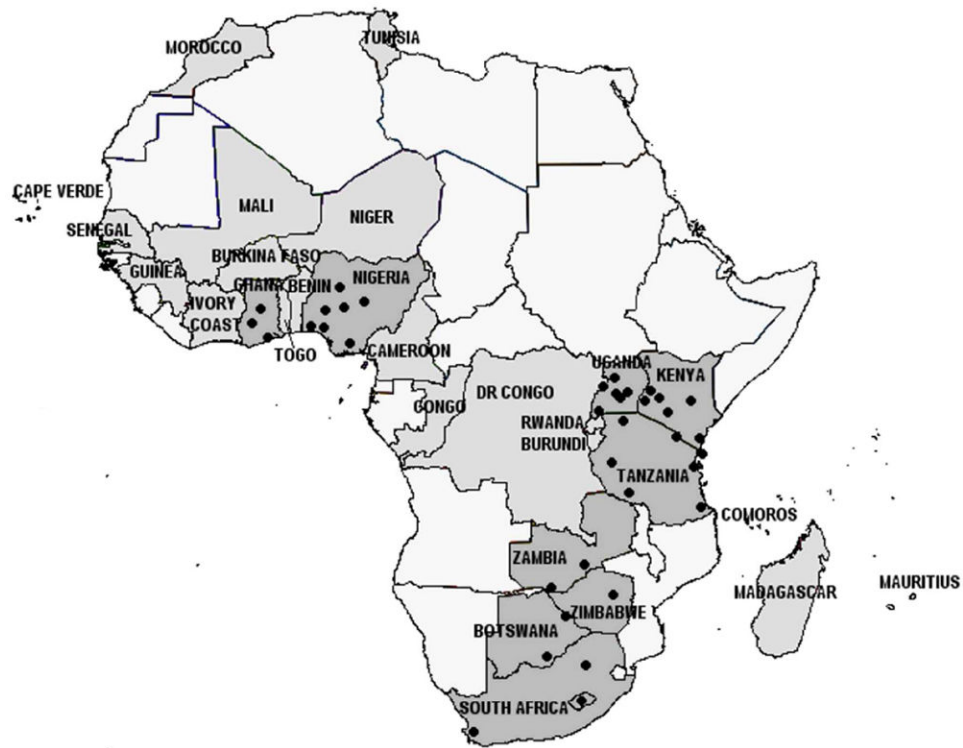 MOROCCO
TUNISIA
CAPE VERDE
MALI
NIGER
SENEGAL
BURKINA FASO
GUINEA
GHANA
BENIN
NIGERIA
IVORY
COAST
TOGO
CAMEROON
UGANDA
KENYA
CONGO
DR CONGO
RWANDA
BURUNDI
TANZANIA
COMOROS
ZAMBIA
MADAGASCAR
MAURITIUS
ZIMBABWE
BOTSWANA
SOUTH AFRICA